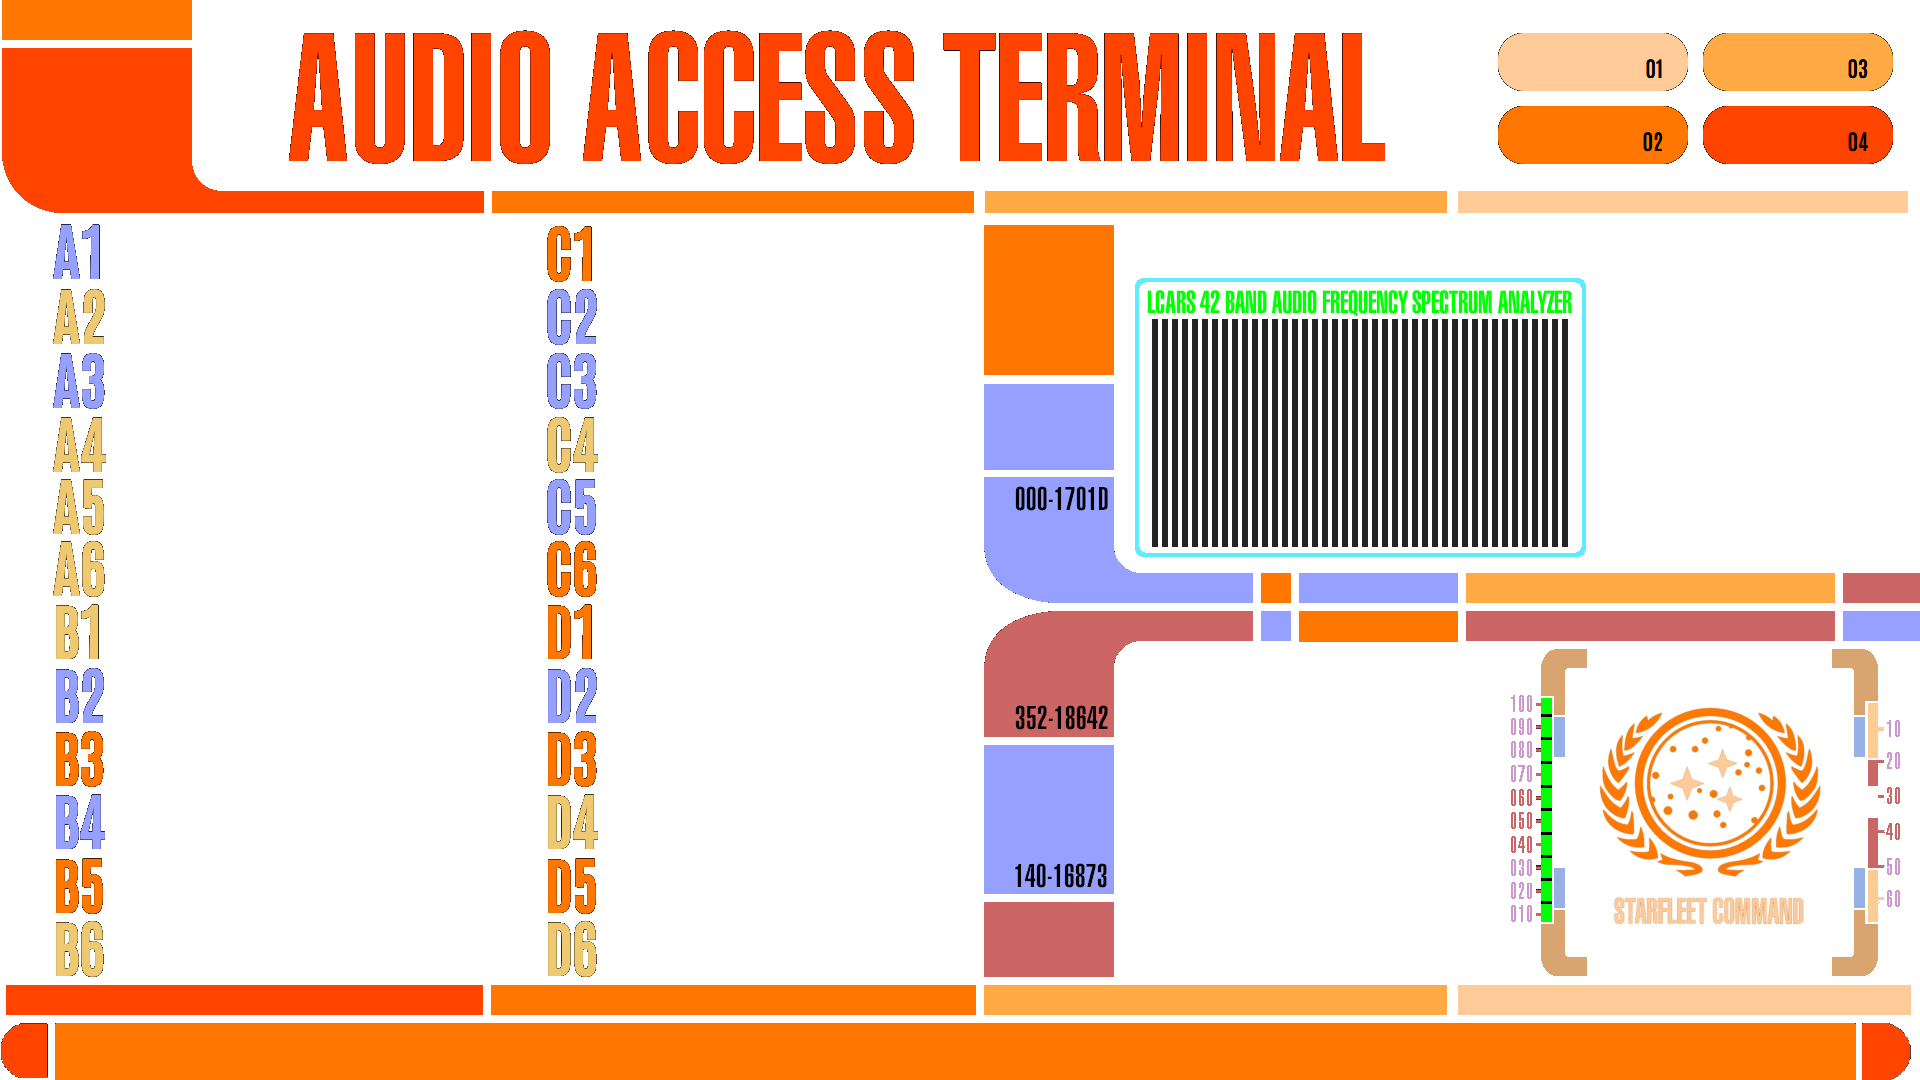 AUDIO ACCESS TERMINAL
01
03
02
04
A1
A2
A3
A4
A5
A6
B1
B2
B3
B4
B5
B6
C1
C2
C3
C4
C5
C6
D1
D2
D3
D4
D5
D6
000-1701D
352-18642
140-16873
LCARS 42 BAND AUDIO FREQUENCY SPECTRUM ANALYZER
100
090
080
070
060
050
040
030
020
010
STARFLEET COMMAND
10
20
30
40
50
60